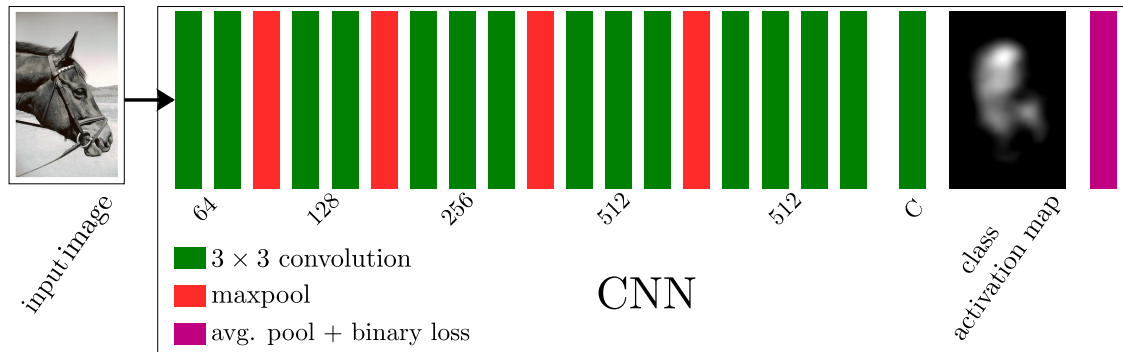 input image
64
128
256
512
512
C
class
activation map
3 × 3 convolution
maxpool
avg. pool + binary loss
CNN